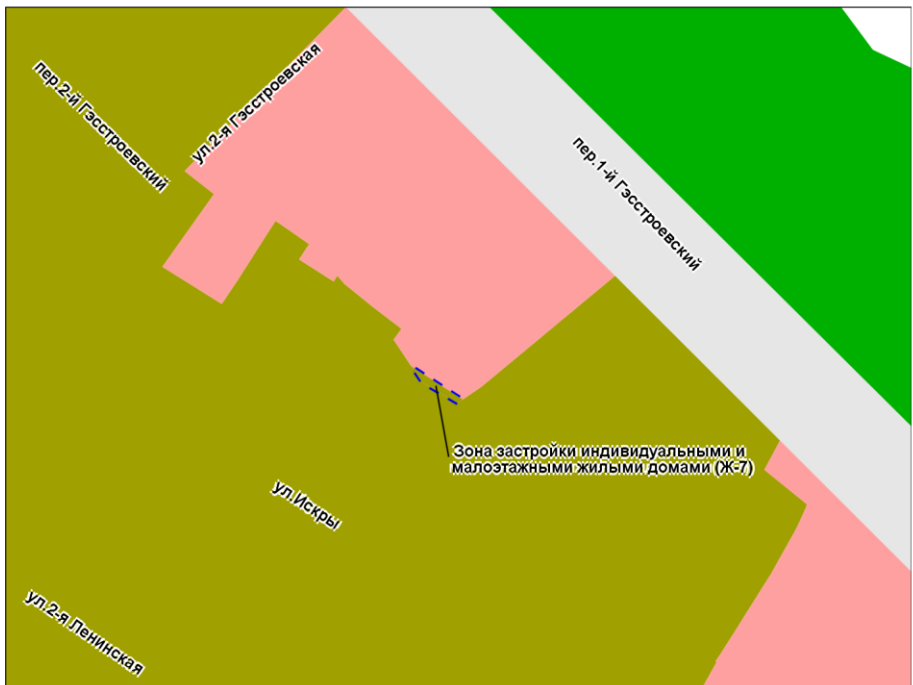 пер.2-й Гэсстроевский
ул.2-я Гэсстроевская
пер.1-й Гэсстроевский
Зона застройки индивидуальными и
малоэтажными жилыми домами (Ж-7)
ул.Искры
ул.2-я Ленинская